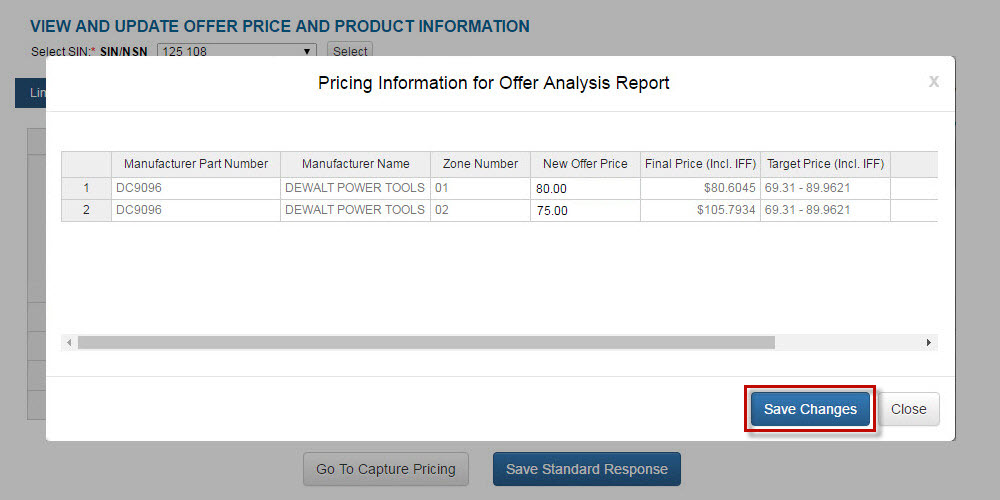 VIEW AND UPDATE OFFER PRICE AND PRODUCT INFORMATION
Select SIN:* SIN/NSN 125 108 Select
Pricing Information for Offer Analysis Report X
Lin
Manufacturer Part Number Manufacturer Name Zone Number New Offer Price Final Price (Incl. IFF) Target Price (Incl. IFF)
1 DC9096 DEWALT POWER TOOLS 01 80.00 $80.6045 69.31 - 89.9621
2 DC9096 DEWALT POWER TOOLS 02 75.00 $105.7934 69.31 - 89.9621
Save Changes Close
Go To Capture Pricing Save Standard Response